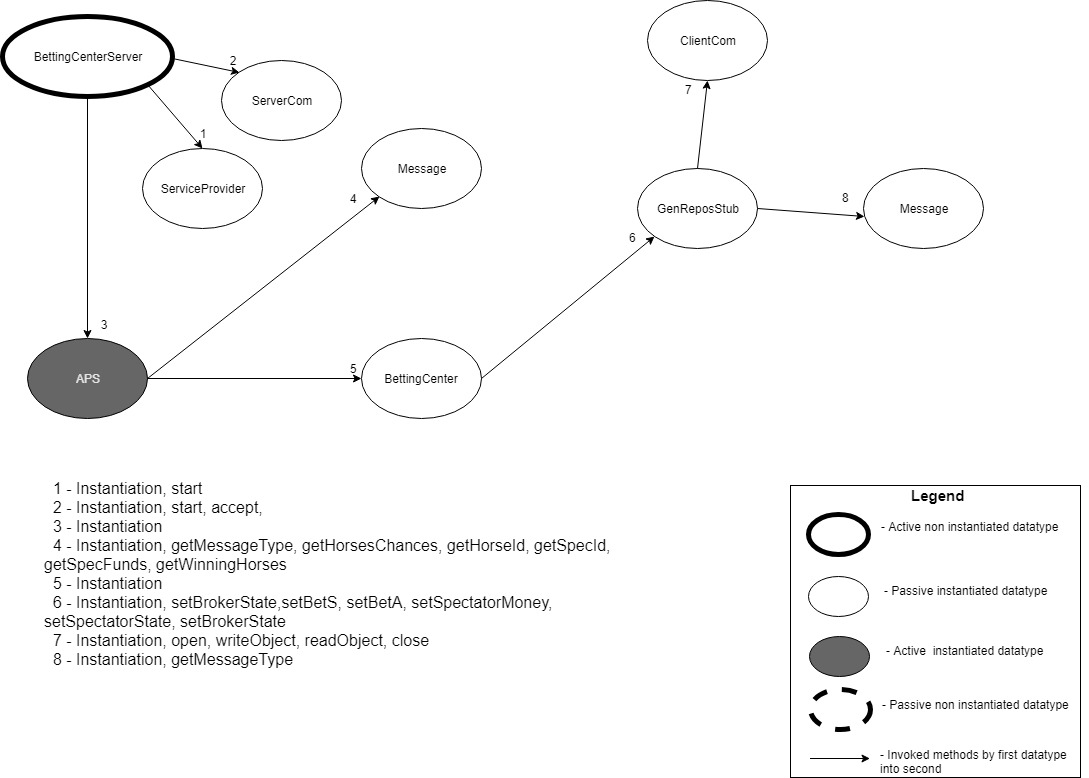 ClientCom
BettingCenterServer
2
7
ServerCom
1
Message
ServiceProvider
4
8
GenReposStub
Message
6
3
5
APS
BettingCenter
1 - Instantiation, start
2 - Instantiation, start, accept,
3 - Instantiation
4 - Instantiation, getMessageType, getHorsesChances, getHorseId, getSpecId,
getSpecFunds, getWinningHorses
5 - Instantiation
6 - Instantiation, setBrokerState,setBetS, setBetA, setSpectatorMoney,
setSpectatorState, setBrokerState
7 - Instantiation, open, writeObject, readObject, close
8 - Instantiation, getMessageType
Legend
- Active non instantiated datatype
- Passive instantiated datatype
- Active instantiated datatype
- Passive non instantiated datatype
- Invoked methods by first datatype
into second